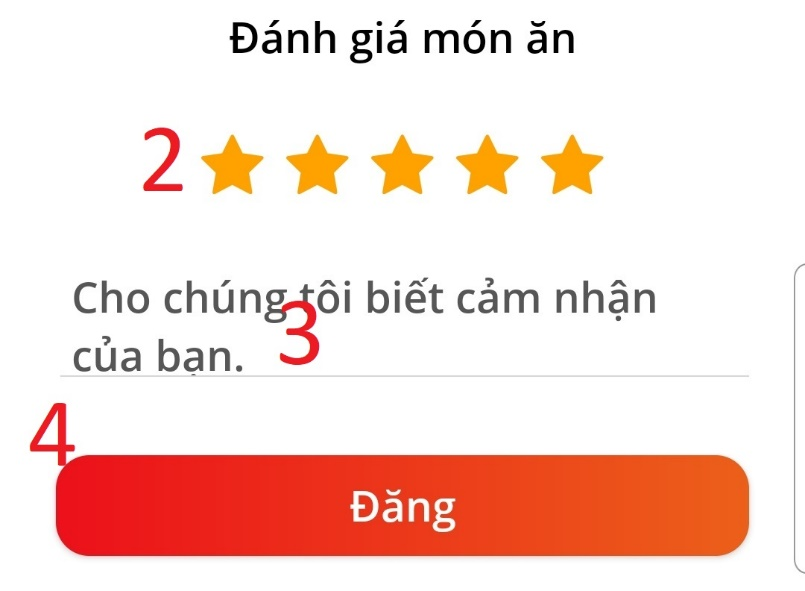 Đánh giá món ăn
2
Cho chúng tôi biết cảm nhận
của bạn.
3
4
Đăng